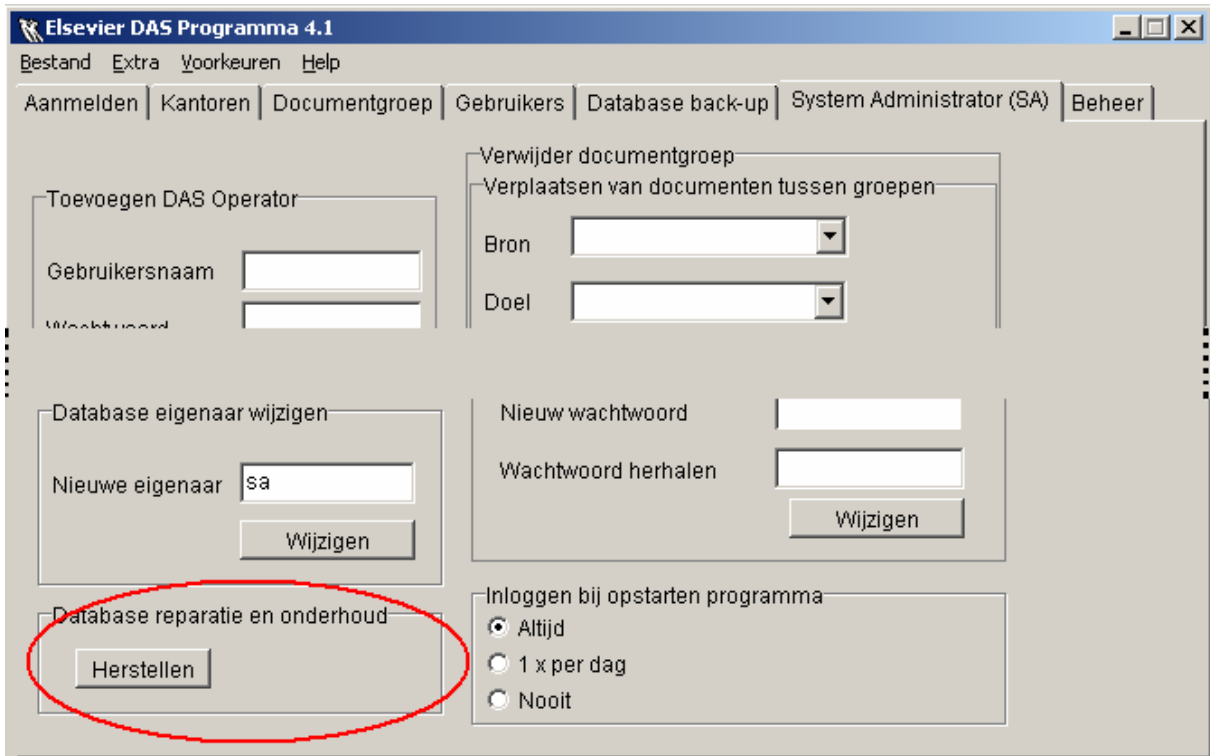 Elsevier DAS Programma 4.1
Bestand Extra Voorkeuren Help
Aanmelden Kantoren Documentgroep Gebruikers Database back-up System Administrator (SA) Beheer
Toevoegen DAS Operator
Gebruikersnaam
Wachtwoord
Verwijder documentgroep
Verplaatsen van documenten tussen groepen
Bron
Doel
Database eigenaar wijzigen
Nieuwe eigenaar sa
Wijzigen
Nieuw wachtwoord
Wachtwoord herhalen
Wijzigen
Database reparatie en onderhoud
Herstellen
Inloggen bij opstarten programma
Altijd
1 x per dag
Nooit